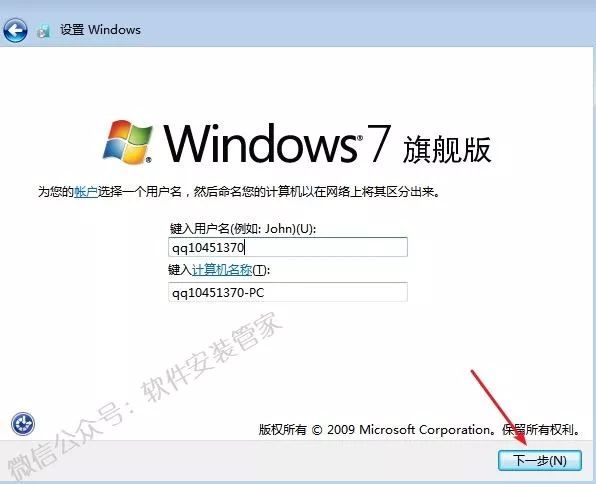 设置 Windows
Windows 7 旗舰版
为您的帐户选择一个用户名，然后命名您的计算机以在网络上将其区分出来。
键入用户名(例如: John)(U):
qq10451370
键入计算机名称(T):
qq10451370-PC
微信公众号：软件安装管家
版权所有 © 2009 Microsoft Corporation。保留所有权利。
下一步(N)